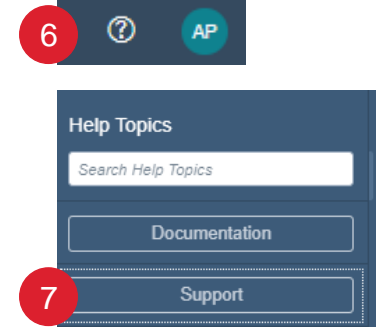 6
?
AP
Help Topics
Search Help Topics
Documentation
7
Support